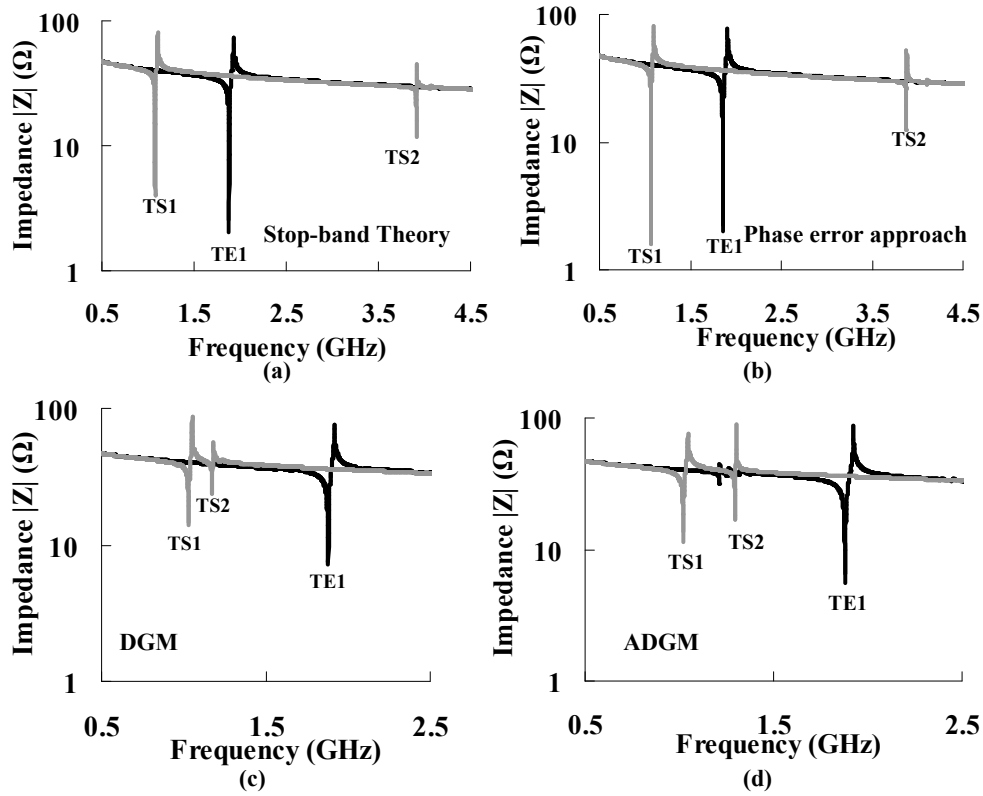 Impedance |Z| (Ω)
100
10
1
TS1
TE1
TS2
Stop-band Theory
0.5
1.5
2.5
3.5
4.5
Frequency (GHz)
(a)
Impedance |Z| (Ω)
100
10
1
TS1
TE1
TS2
Phase error approach
0.5
1.5
2.5
3.5
4.5
Frequency (GHz)
(b)
Impedance |Z| (Ω)
100
10
1
TS1
TS2
TE1
DGM
0.5
1.5
2.5
Frequency (GHz)
(c)
Impedance |Z| (Ω)
100
10
1
TS1
TS2
TE1
ADGM
0.5
1.5
2.5
Frequency (GHz)
(d)